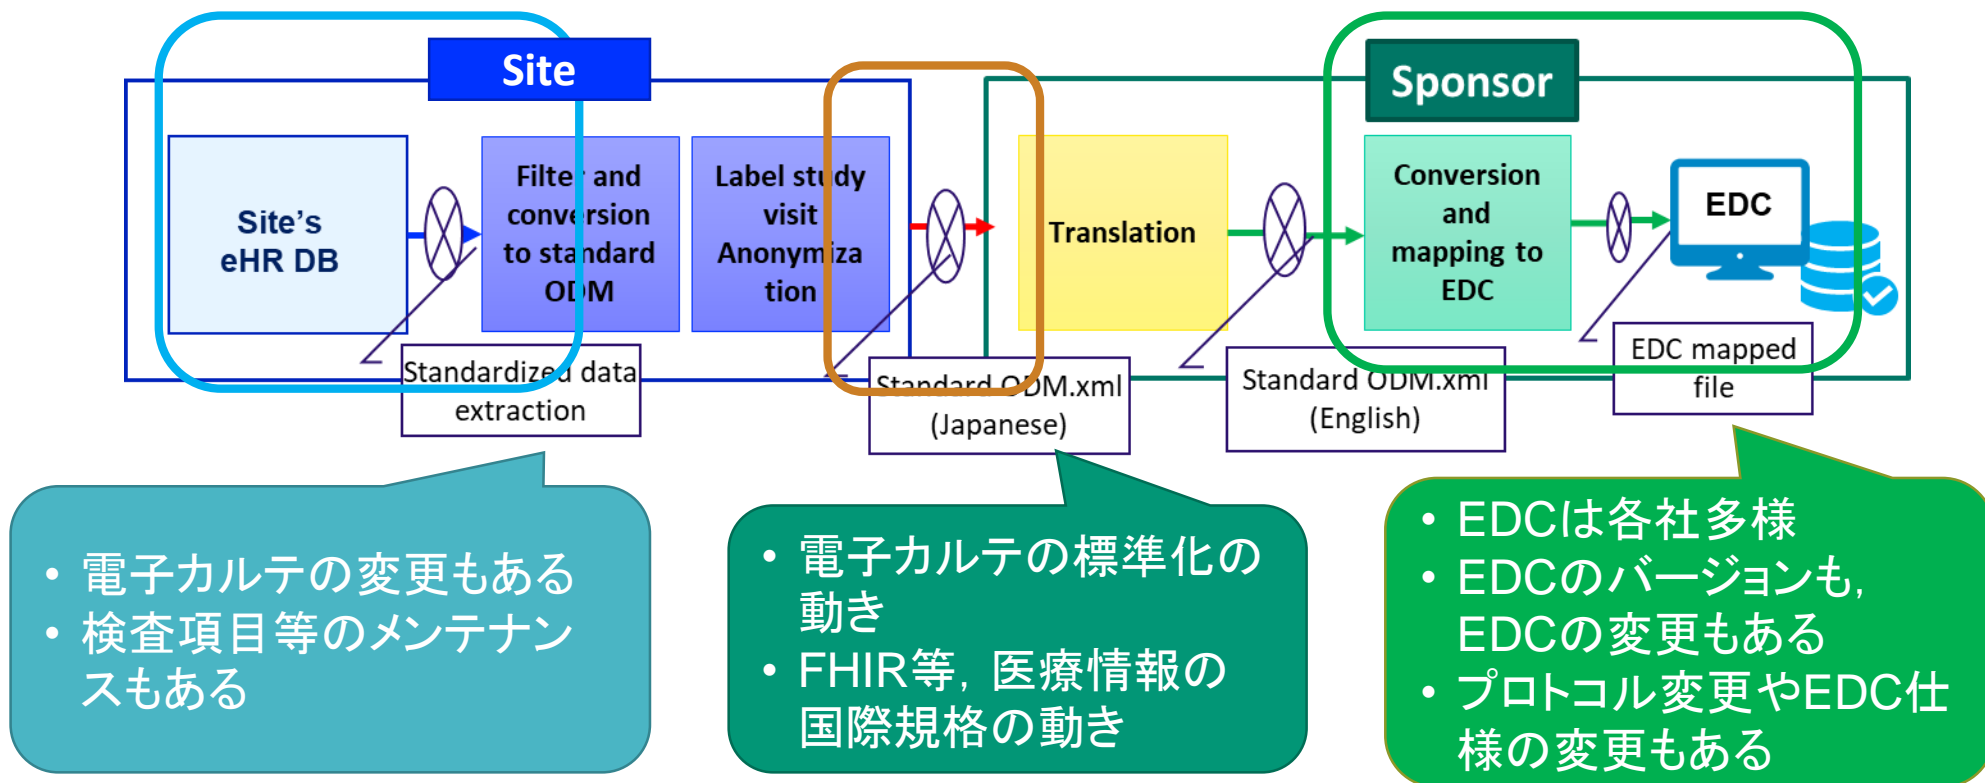 Site
Sponsor
Site's
eHR DB
Filter and
conversion
to standard
ODM
Label study
visit
Anonymiza
tion
Translation
Conversion
and
mapping to
EDC
EDC
Standardized data
extraction
Standard ODM.xml
(Japanese)
Standard ODM.xml
(English)
EDC mapped
file
• 電子カルテの変更もある
• 検査項目等のメンテナン
スもある
• 電子カルテの標準化の
動き
• FHIR等, 医療情報の
国際規格の動き
• EDCは各社多様
• EDCのバージョンも,
EDCの変更もある
• プロトコル変更やEDC仕
様の変更もある